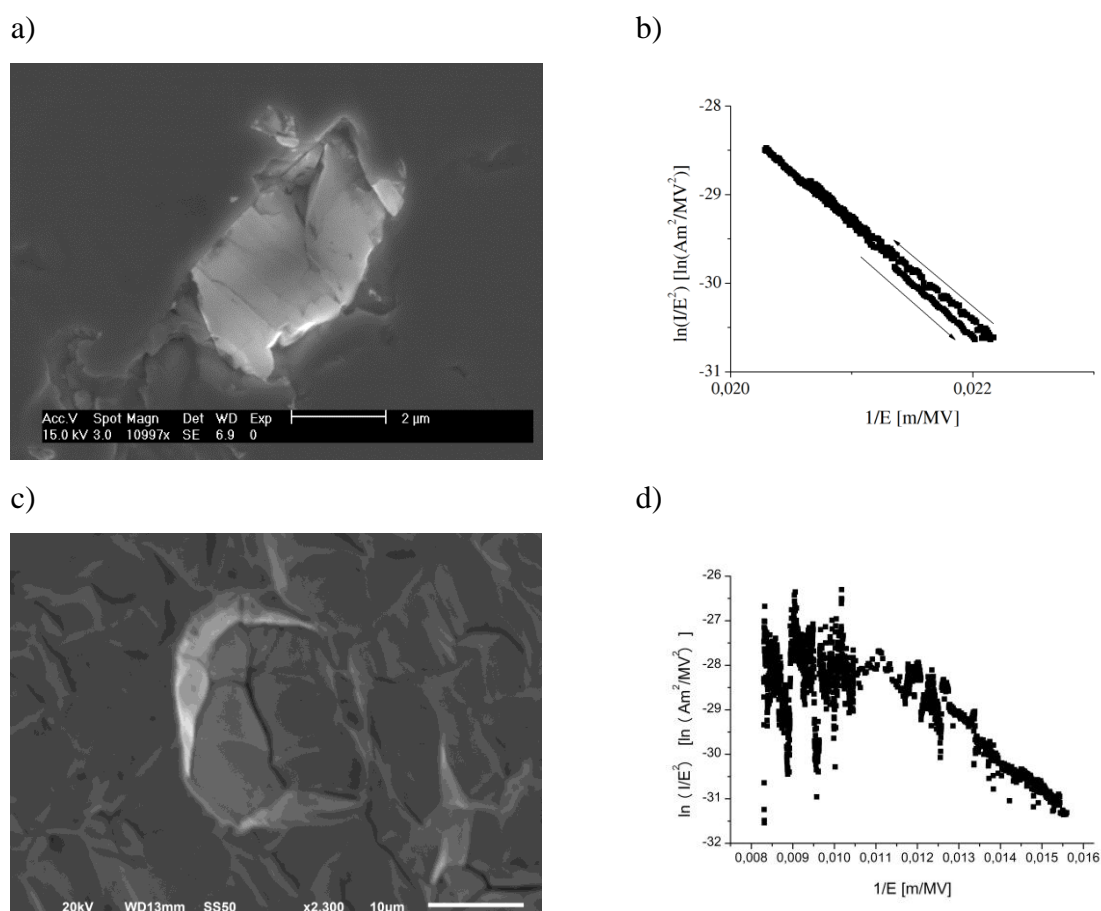 a)
b)
Acc.V Spot Magn Det WD Exp
15.0 kV 3.0 10997x SE 6.9 0
2 µm
-28
-29
-30
-31
0,020
0,022
ln(I/E²) [ln(Am²/MV²)]
1/E [m/MV]
c)
d)
20kV WD13mm SS50 x2,300 10µm
-26
-27
-28
-29
-30
-31
-32
0,008 0,009 0,010 0,011 0,012 0,013 0,014 0,015 0,016
ln ( I/E² ) [ ln ( Am²/MV² ) ]
1/E [m/MV]